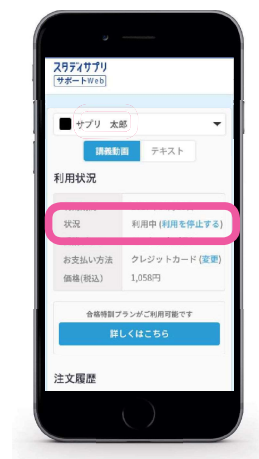 スタディサプリ
サポートWeb
サプリ 太郎
講義動画 テキスト
利用状況
状況 利用中 (利用を停止する)
お支払い方法 クレジットカード (変更)
価格(税込) 1,058円
合格特訓プランがご利用可能です
詳しくはこちら
注文履歴